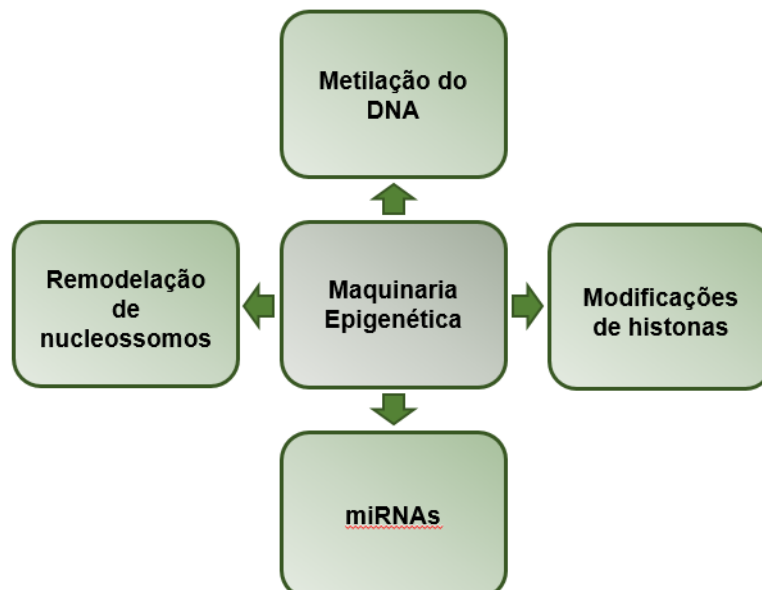 Metilação do
DNA
Remodelação
de
nucleossomos
Maquinaria
Epigenética
Modificações
de histonas
miRNAs